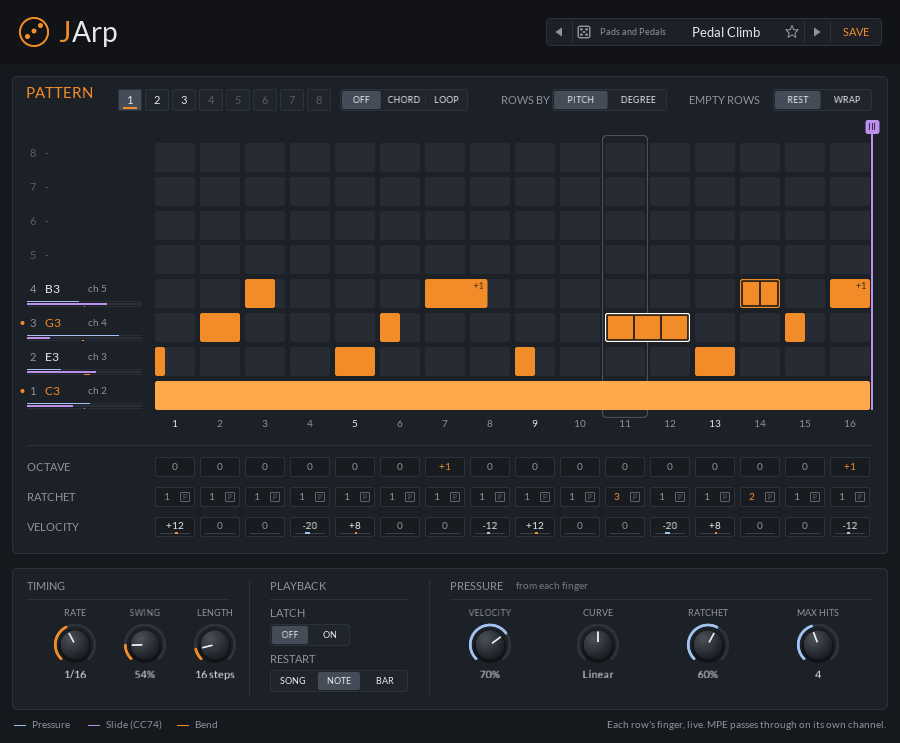 JArp
Pads and Pedals Pedal Climb SAVE
PATTERN 1 2 3 4 5 6 7 8 OFF CHORD LOOP ROWS BY PITCH DEGREE EMPTY ROWS REST WRAP
8 -
7 -
6 -
5 -
4 B3 ch 5 +1 +1
3 G3 ch 4
2 E3 ch 3
1 C3 ch 2
1 2 3 4 5 6 7 8 9 10 11 12 13 14 15 16
OCTAVE 0 0 0 0 0 0 +1 0 0 0 0 0 0 0 0 +1
RATCHET 1 P 1 P 1 P 1 P 1 P 1 P 1 P 1 P 1 P 1 P 3 P 1 P 1 P 2 P 1 P 1 P
VELOCITY +12 0 0 -20 +8 0 0 -12 +12 0 0 -20 +8 0 0 -12
TIMING
RATE SWING LENGTH
1/16 54% 16 steps
PLAYBACK
LATCH
OFF ON
RESTART
SONG NOTE BAR
PRESSURE from each finger
VELOCITY CURVE RATCHET MAX HITS
70% Linear 60% 4
Pressure Slide (CC74) Bend
Each row's finger, live. MPE passes through on its own channel.